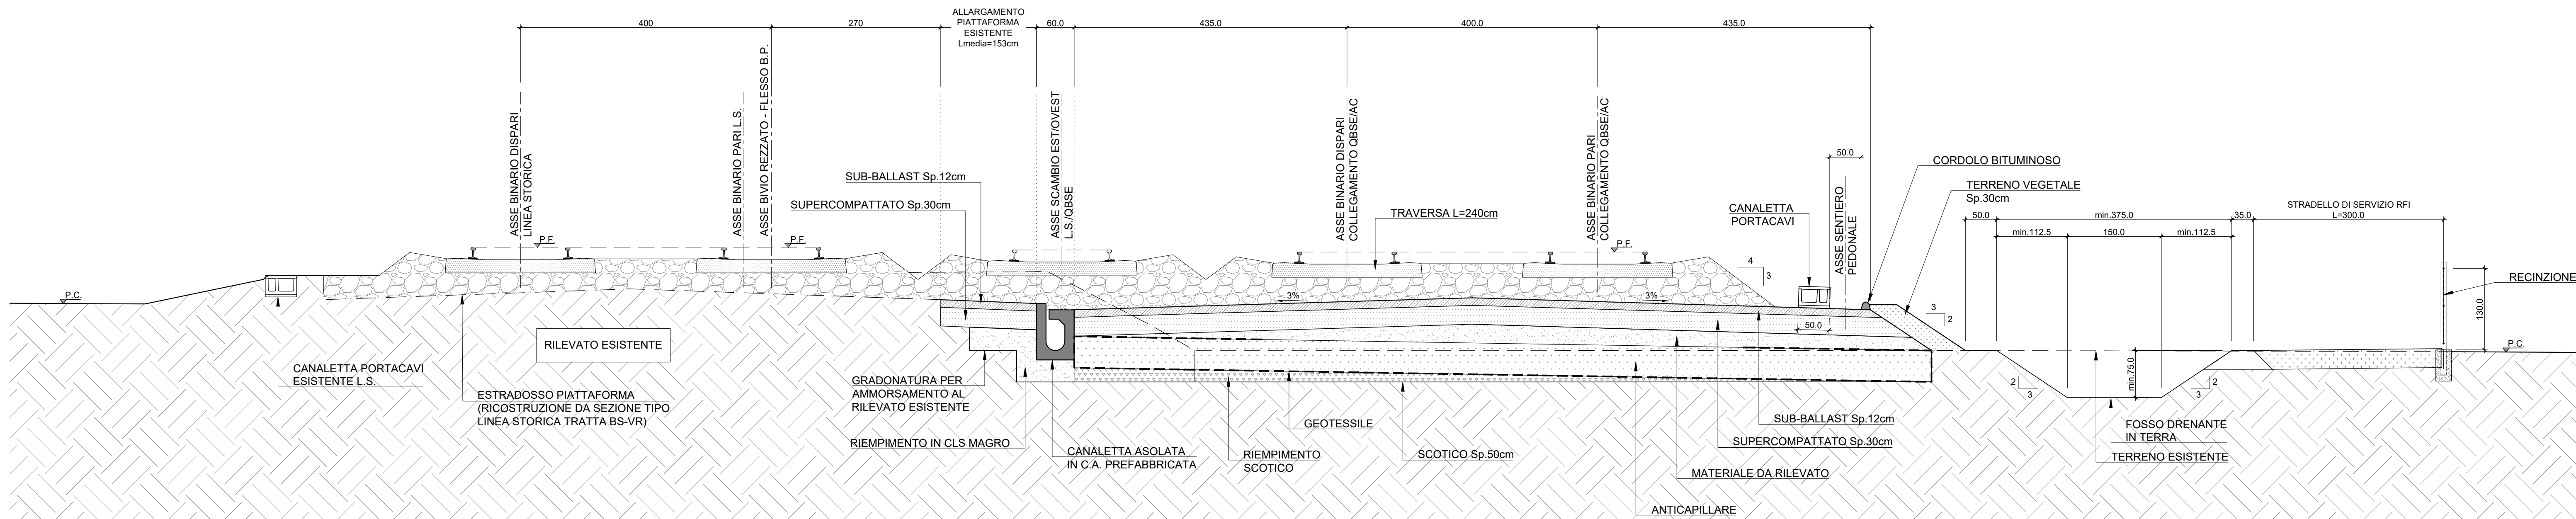 400
270
ALLARGAMENTO
PIATTAFORMA
ESISTENTE
Lmedia=153cm
60.0
435.0
400.0
435.0
ASSE BINARIO DISPARI
LINEA STORICA
ASSE BINARIO PARI L.S.
ASSE BIVIO REZZATO - FLESSO B.P.
ASSE SCAMBIO EST/OVEST
L.S./QBSE
ASSE BINARIO DISPARI
COLLEGAMENTO QBSE/AC
ASSE BINARIO PARI
COLLEGAMENTO QBSE/AC
ASSE SENTIERO
PEDONALE
50.0
CORDOLO BITUMINOSO
TERRENO VEGETALE
Sp.30cm
SUB-BALLAST Sp.12cm
SUPERCOMPATTATO Sp.30cm
TRAVERSA L=240cm
CANALETTA
PORTACAVI
50.0
min.375.0
35.0
STRADELLO DI SERVIZIO RFI
L=300.0
min.112.5
150.0
min.112.5
P.F.
P.F.
P.F.
4
3
RECINZIONE
130.0
P.C.
3%
3%
50.0
3
2
P.C.
RILEVATO ESISTENTE
CANALETTA PORTACAVI
ESISTENTE L.S.
ESTRADOSSO PIATTAFORMA
(RICOSTRUZIONE DA SEZIONE TIPO
LINEA STORICA TRATTA BS-VR)
GRADONATURA PER
AMMORSAMENTO AL
RILEVATO ESISTENTE
RIEMPIMENTO IN CLS MAGRO
CANALETTA ASOLATA
IN C.A. PREFABBRICATA
RIEMPIMENTO
SCOTICO
GEOTESSILE
SCOTICO Sp.50cm
SUB-BALLAST Sp.12cm
SUPERCOMPATTATO Sp.30cm
MATERIALE DA RILEVATO
ANTICAPILLARE
2
3
min.75.0
2
3
FOSSO DRENANTE
IN TERRA
TERRENO ESISTENTE